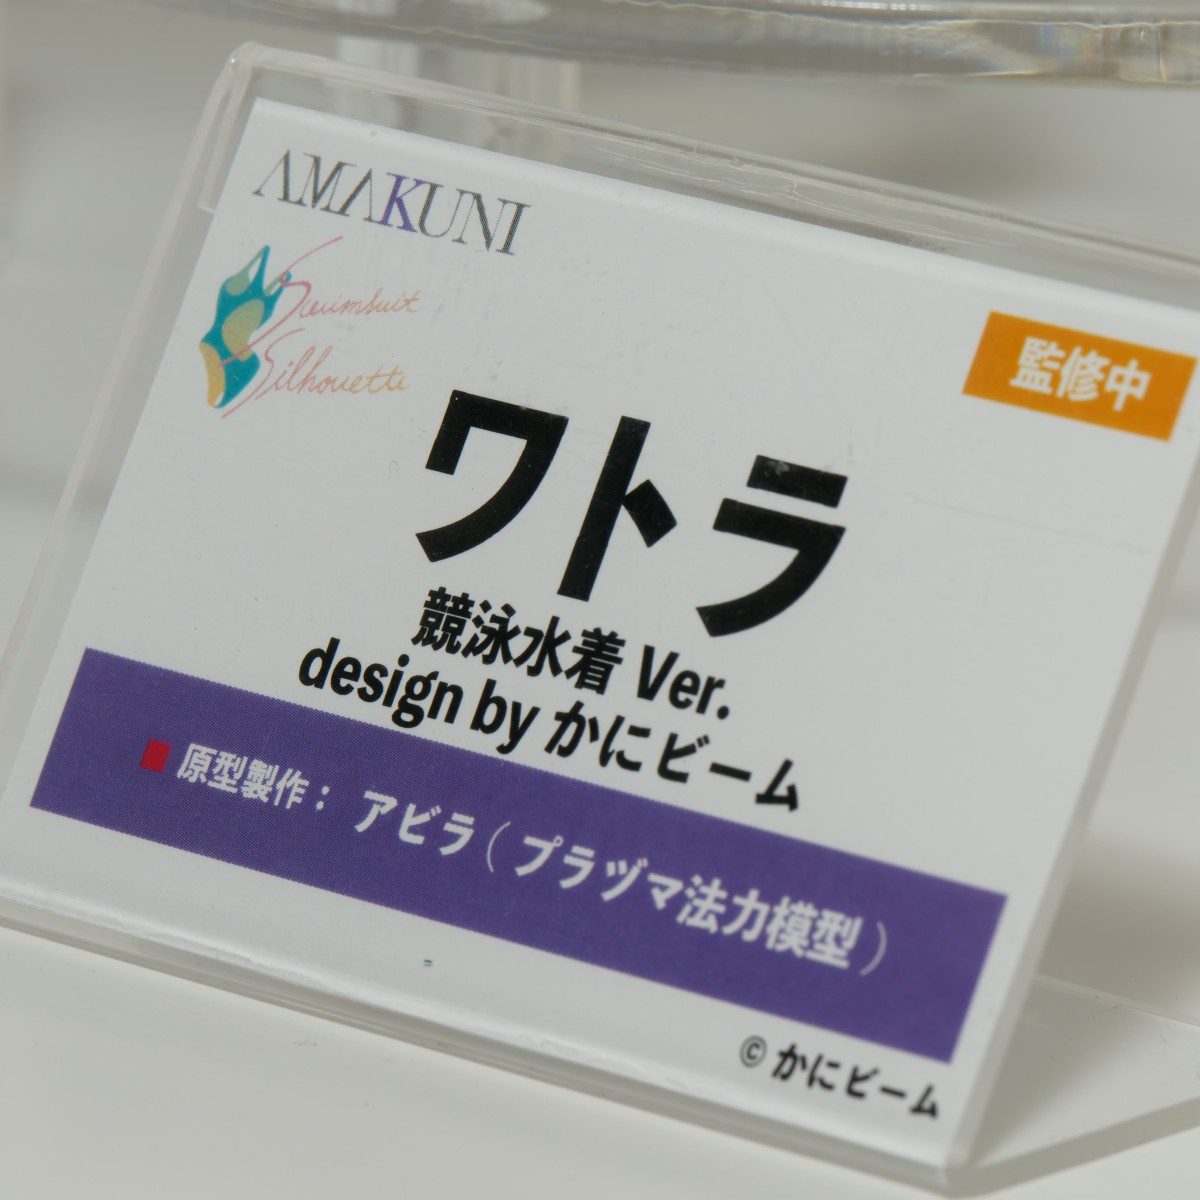 AMAKUNI
Swimsuit
Silhouette
監修中
ワトラ
競泳水着 Ver.
design by かにビーム
■ 原型製作： アビラ（プラヅマ法力模型）
© かにビーム